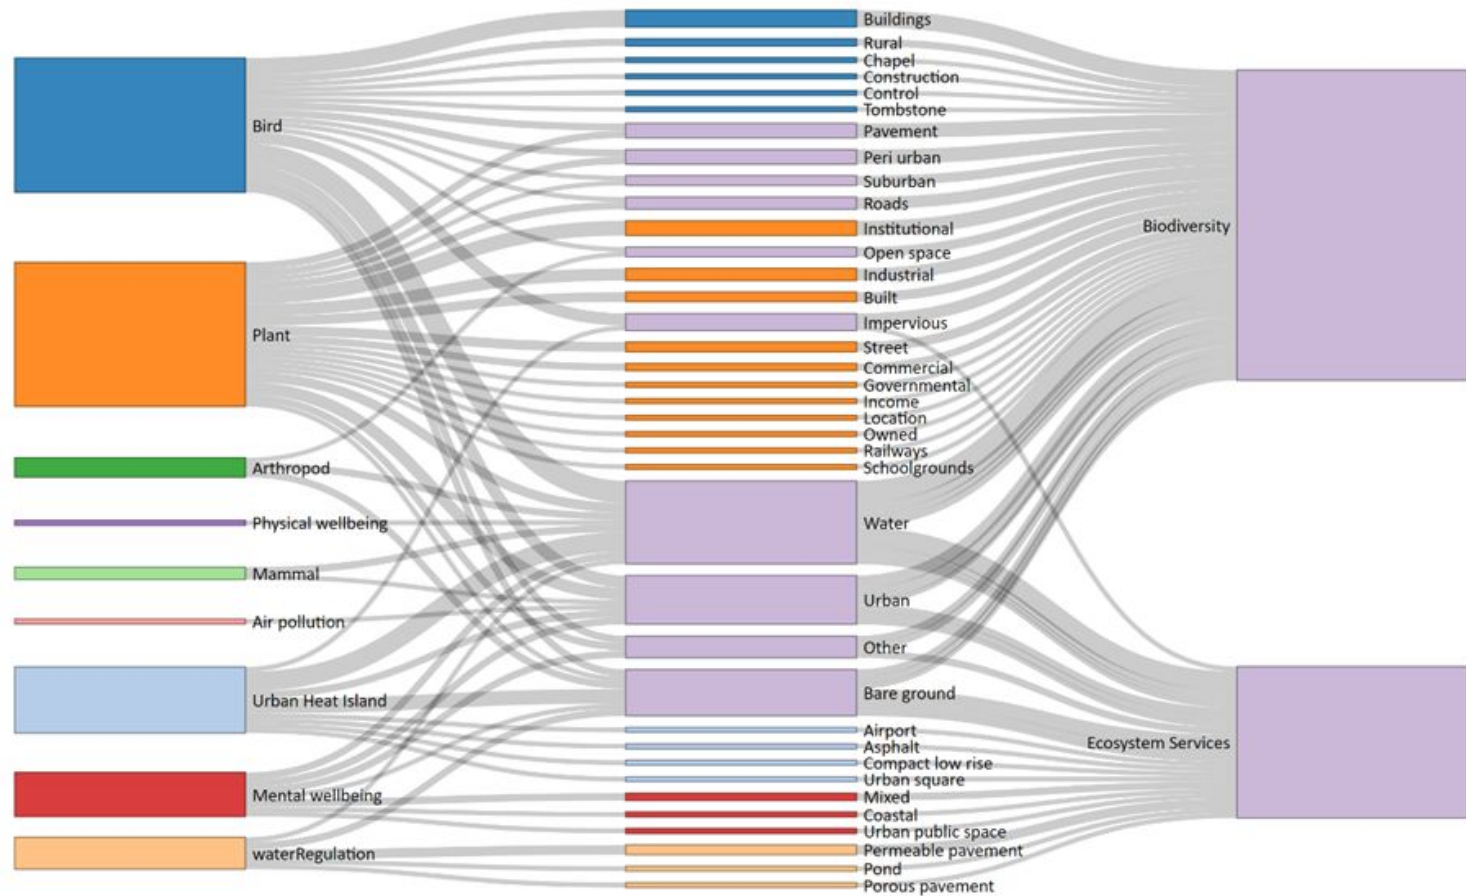 Bird
Plant
Arthropod
Physical wellbeing
Mammal
Air pollution
Urban Heat Island
Mental wellbeing
waterRegulation
Buildings
Rural
Chapel
Construction
Control
Tombstone
Pavement
Peri urban
Suburban
Roads
Institutional
Open space
Industrial
Built
Impervious
Street
Commercial
Governmental
Income
Location
Owned
Railways
Schoolgrounds
Water
Urban
Other
Bare ground
Airport
Asphalt
Compact low rise
Urban square
Mixed
Coastal
Urban public space
Permeable pavement
Pond
Porous pavement
Biodiversity
Ecosystem Services